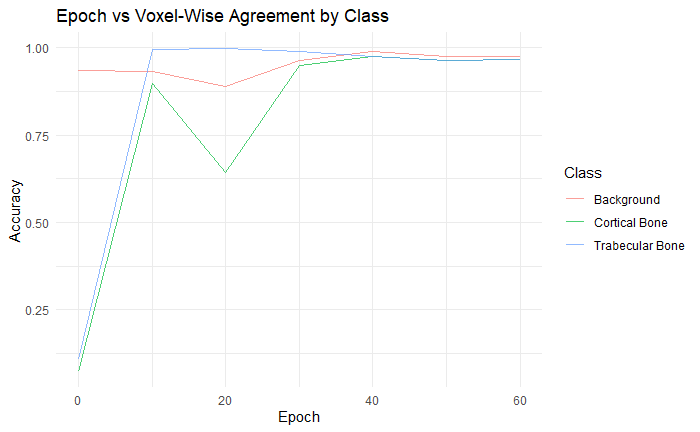 Epoch vs Voxel-Wise Agreement by Class
1.00
0.75
0.50
0.25
Accuracy
0
20
40
60
Epoch
Class
Background
Cortical Bone
Trabecular Bone